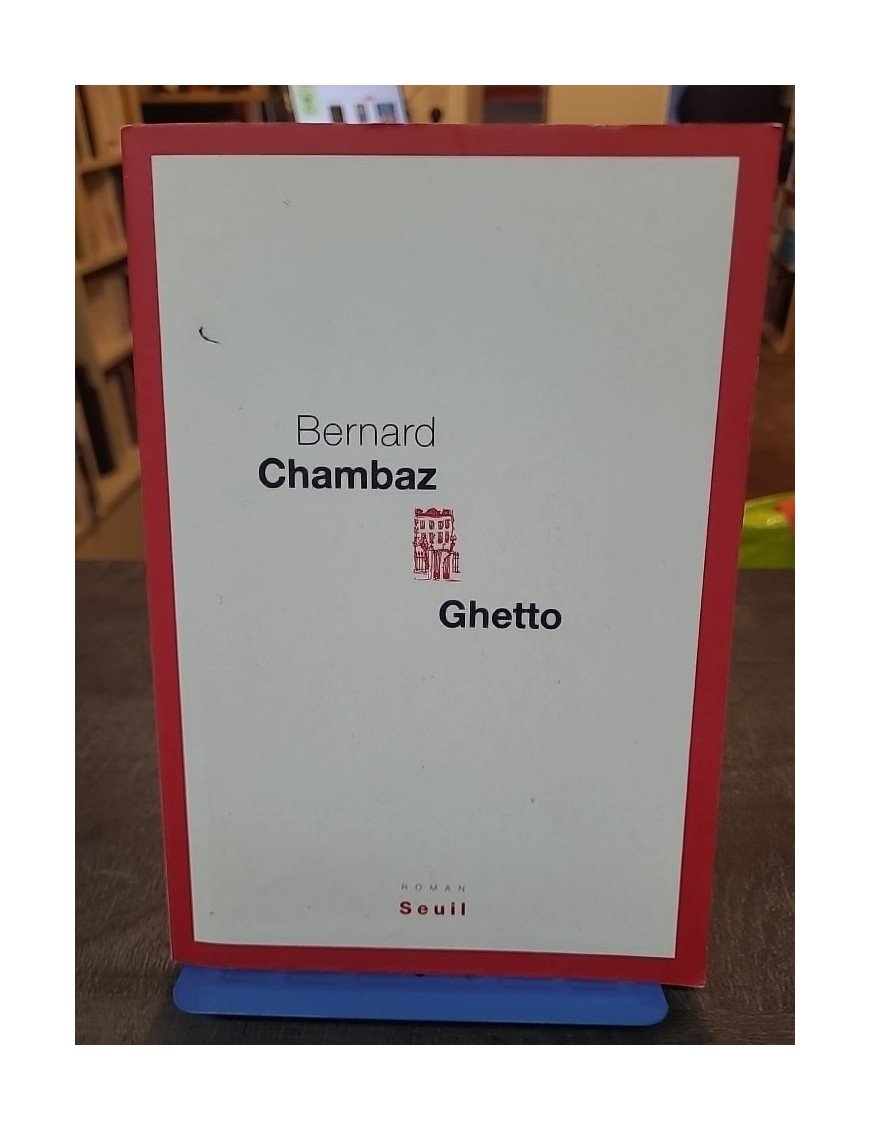 Bernard
Chambaz
Ghetto
ROMAN
Seuil